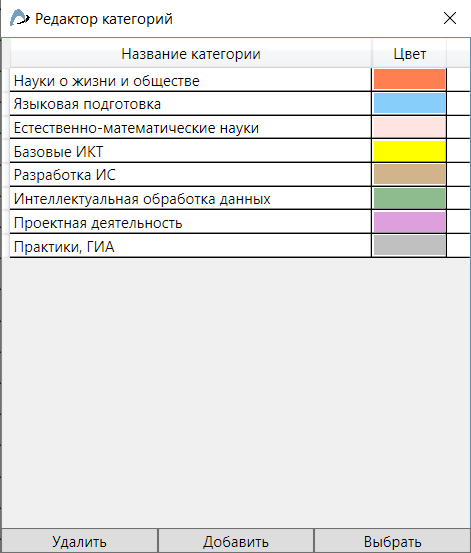 Редактор категорий
Название категории Цвет
Науки о жизни и обществе
Языковая подготовка
Естественно-математические науки
Базовые ИКТ
Разработка ИС
Интеллектуальная обработка данных
Проектная деятельность
Практики, ГИА
Удалить Добавить Выбрать